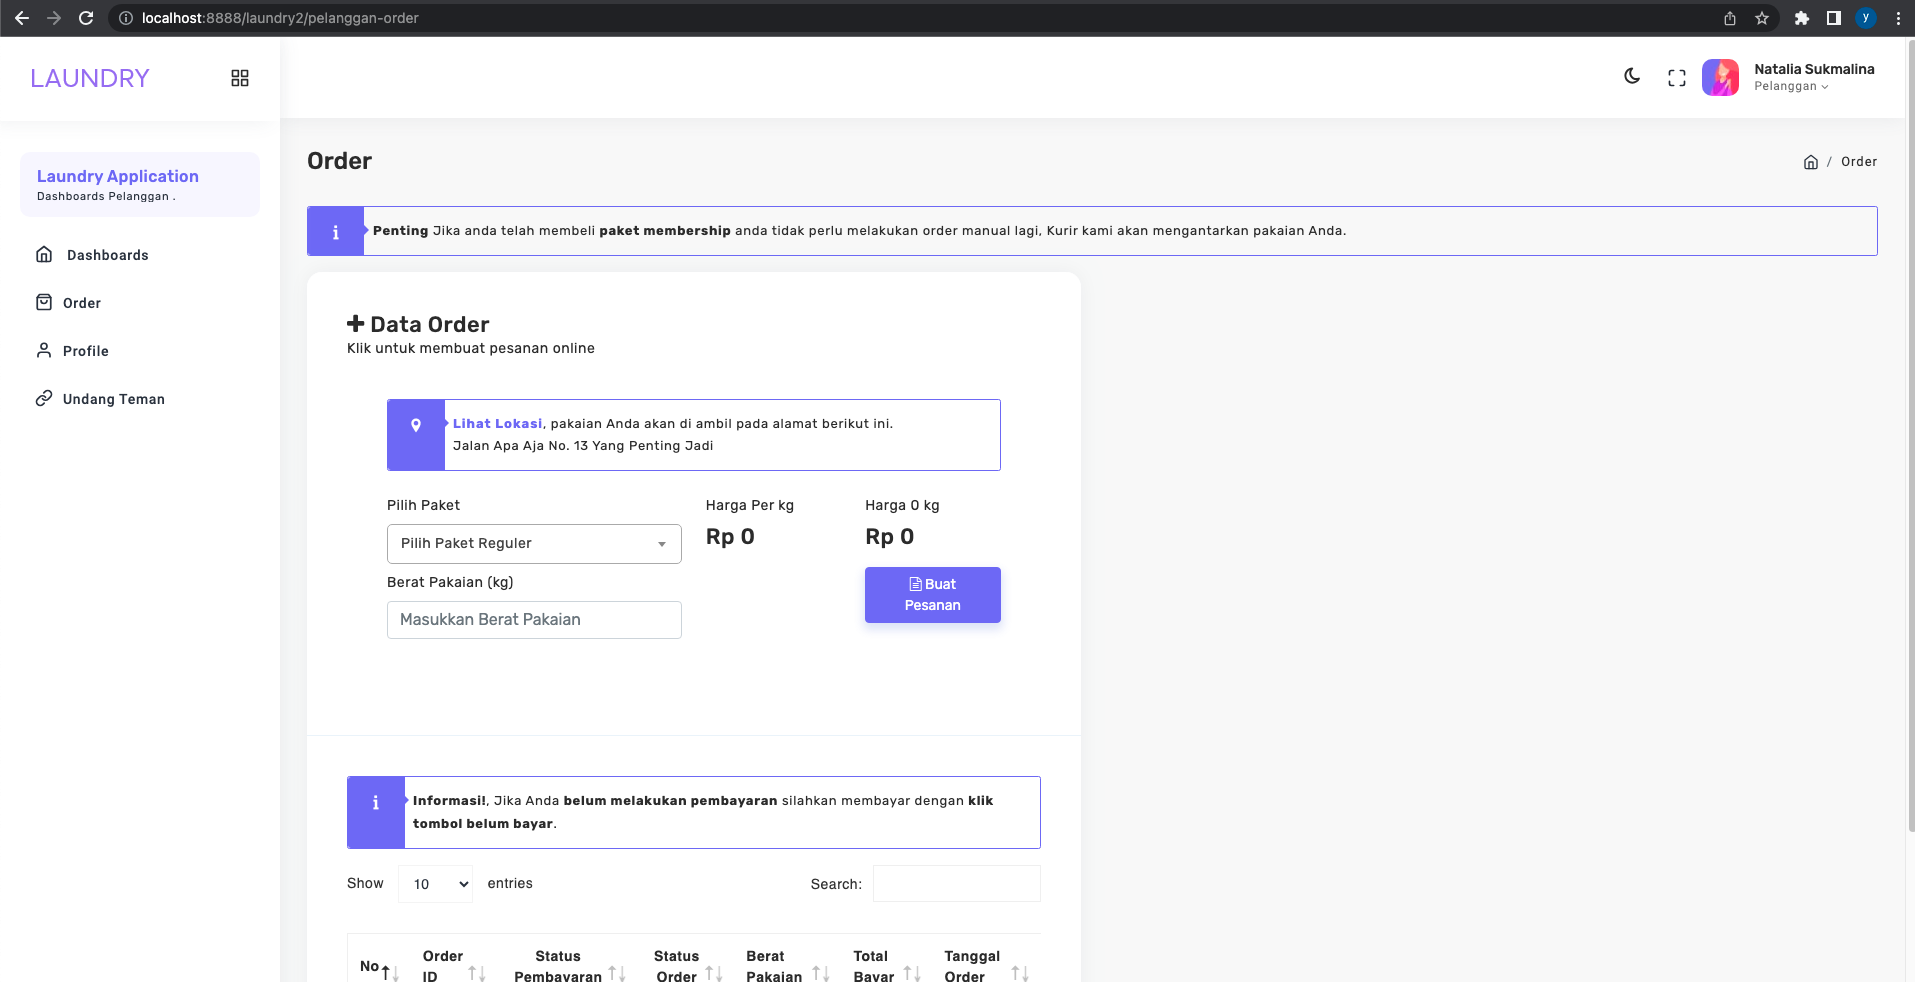 localhost:8888/laundry2/pelanggan-order
y
LAUNDRY
Natalia Sukmalina
Pelanggan
Laundry Application
Dashboards Pelanggan .
Dashboards
Order
Profile
Undang Teman
Order
/ Order
Penting Jika anda telah membeli paket membership anda tidak perlu melakukan order manual lagi, Kurir kami akan mengantarkan pakaian Anda.
Data Order
Klik untuk membuat pesanan online
Lihat Lokasi, pakaian Anda akan di ambil pada alamat berikut ini.
Jalan Apa Aja No. 13 Yang Penting Jadi
Pilih Paket
Pilih Paket Reguler
Berat Pakaian (kg)
Masukkan Berat Pakaian
Harga Per kg
Rp 0
Harga 0 kg
Rp 0
Buat
Pesanan
Informasi!, Jika Anda belum melakukan pembayaran silahkan membayar dengan klik
tombol belum bayar.
Show 10 entries
Search:
No
Order
ID
Status
Pembayaran
Status
Order
Berat
Pakaian
Total
Bayar
Tanggal
Order